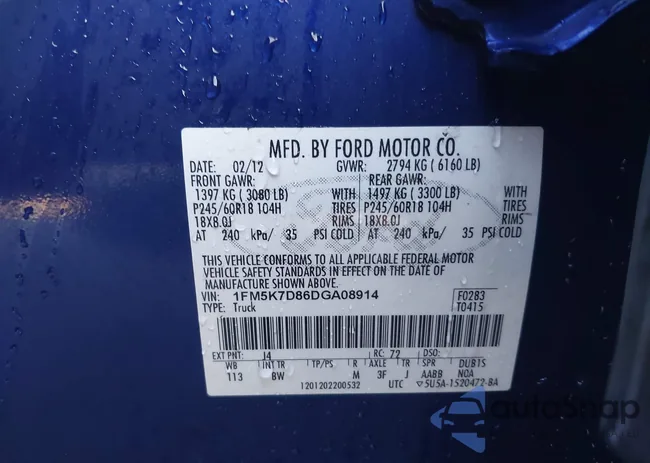 MFD. BY FORD MOTOR CO.
DATE: 02/12 GVWR: 2794 KG ( 6160 LB)
FRONT GAWR: REAR GAWR:
1397 KG ( 3080 LB) WITH 1497 KG ( 3300 LB) WITH
P245/60R18 104H TIRES P245/60R18 104H TIRES
18X8.0J RIMS 18X8.0J RIMS
AT 240 kPa/ 35 PSI COLD AT 240 kPa/ 35 PSI COLD
THIS VEHICLE CONFORMS TO ALL APPLICABLE FEDERAL MOTOR
VEHICLE SAFETY STANDARDS IN EFFECT ON THE DATE OF
MANUFACTURE SHOWN ABOVE.
VIN: 1FM5K7D86DGA08914 F0283
TYPE: Truck T0415
EXT PNT: J4 RC: 72 DSO:
WB INT TR TP/PS R AXLE TR SPR DUB1S
113 BW M 3F J AABB N0A
1201202200532 UTC 5U5A-1520472-BA
autoSnap